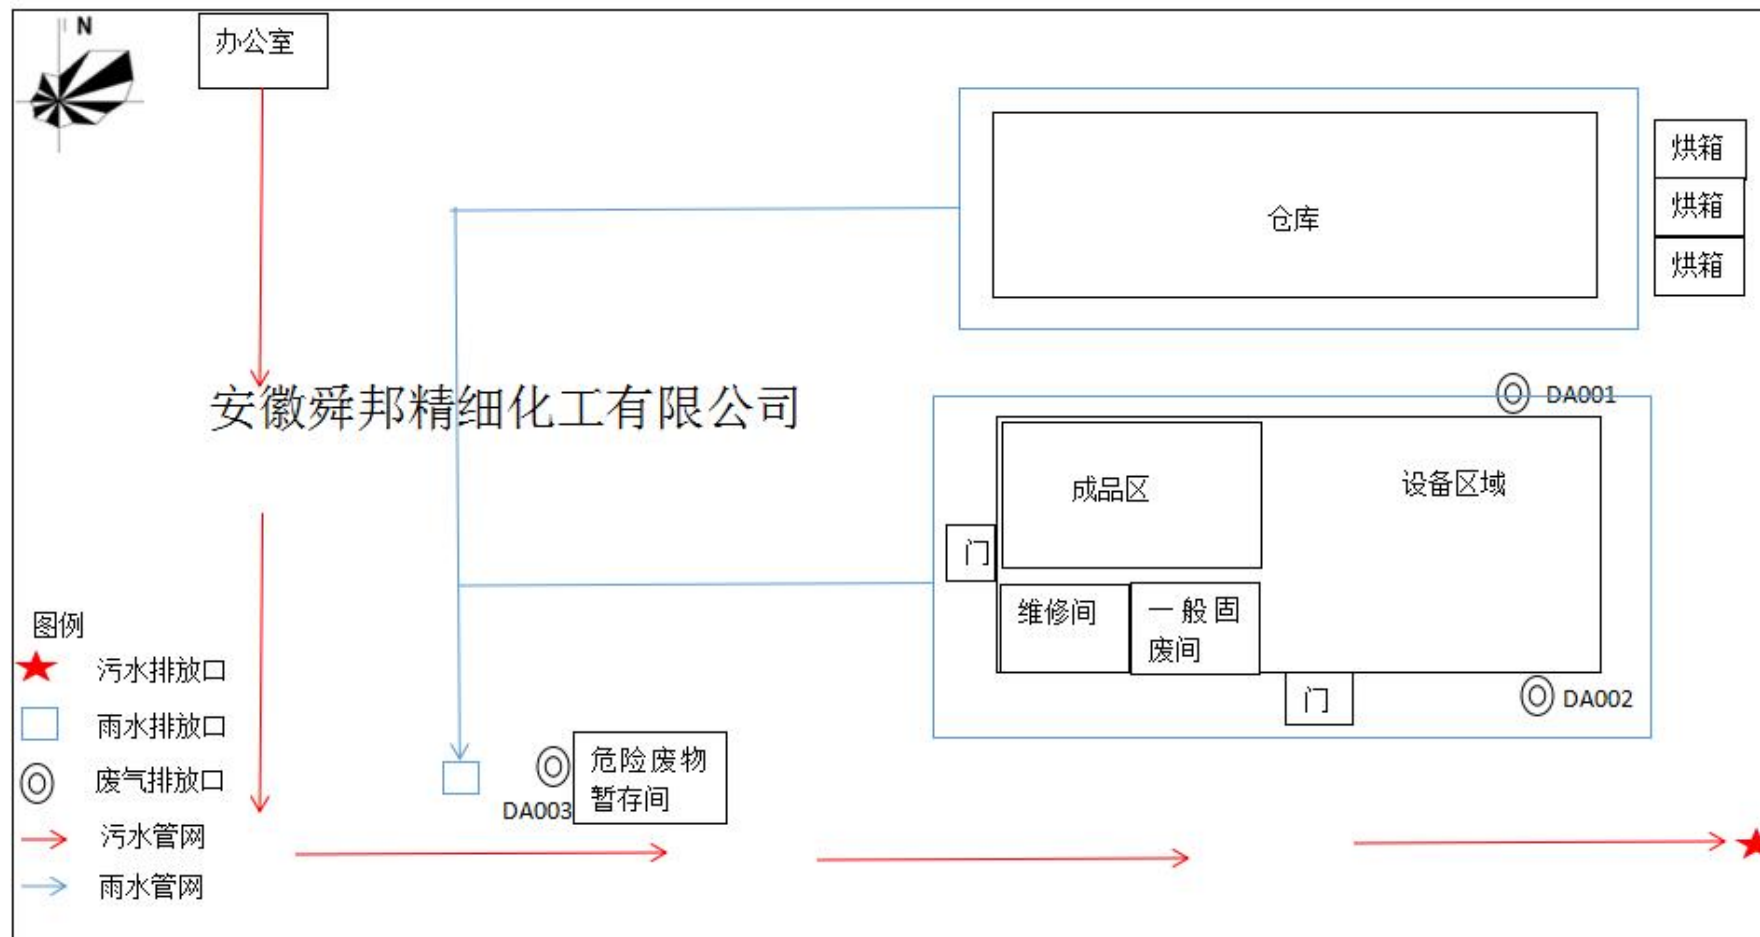 N
办公室
烘箱
烘箱
仓库
烘箱
安徽舜邦精细化工有限公司
DA001
成品区
设备区域
门
维修间
一般固
废间
门
DA002
图例
污水排放口
雨水排放口
废气排放口
污水管网
雨水管网
危险废物
暂存间
DA003